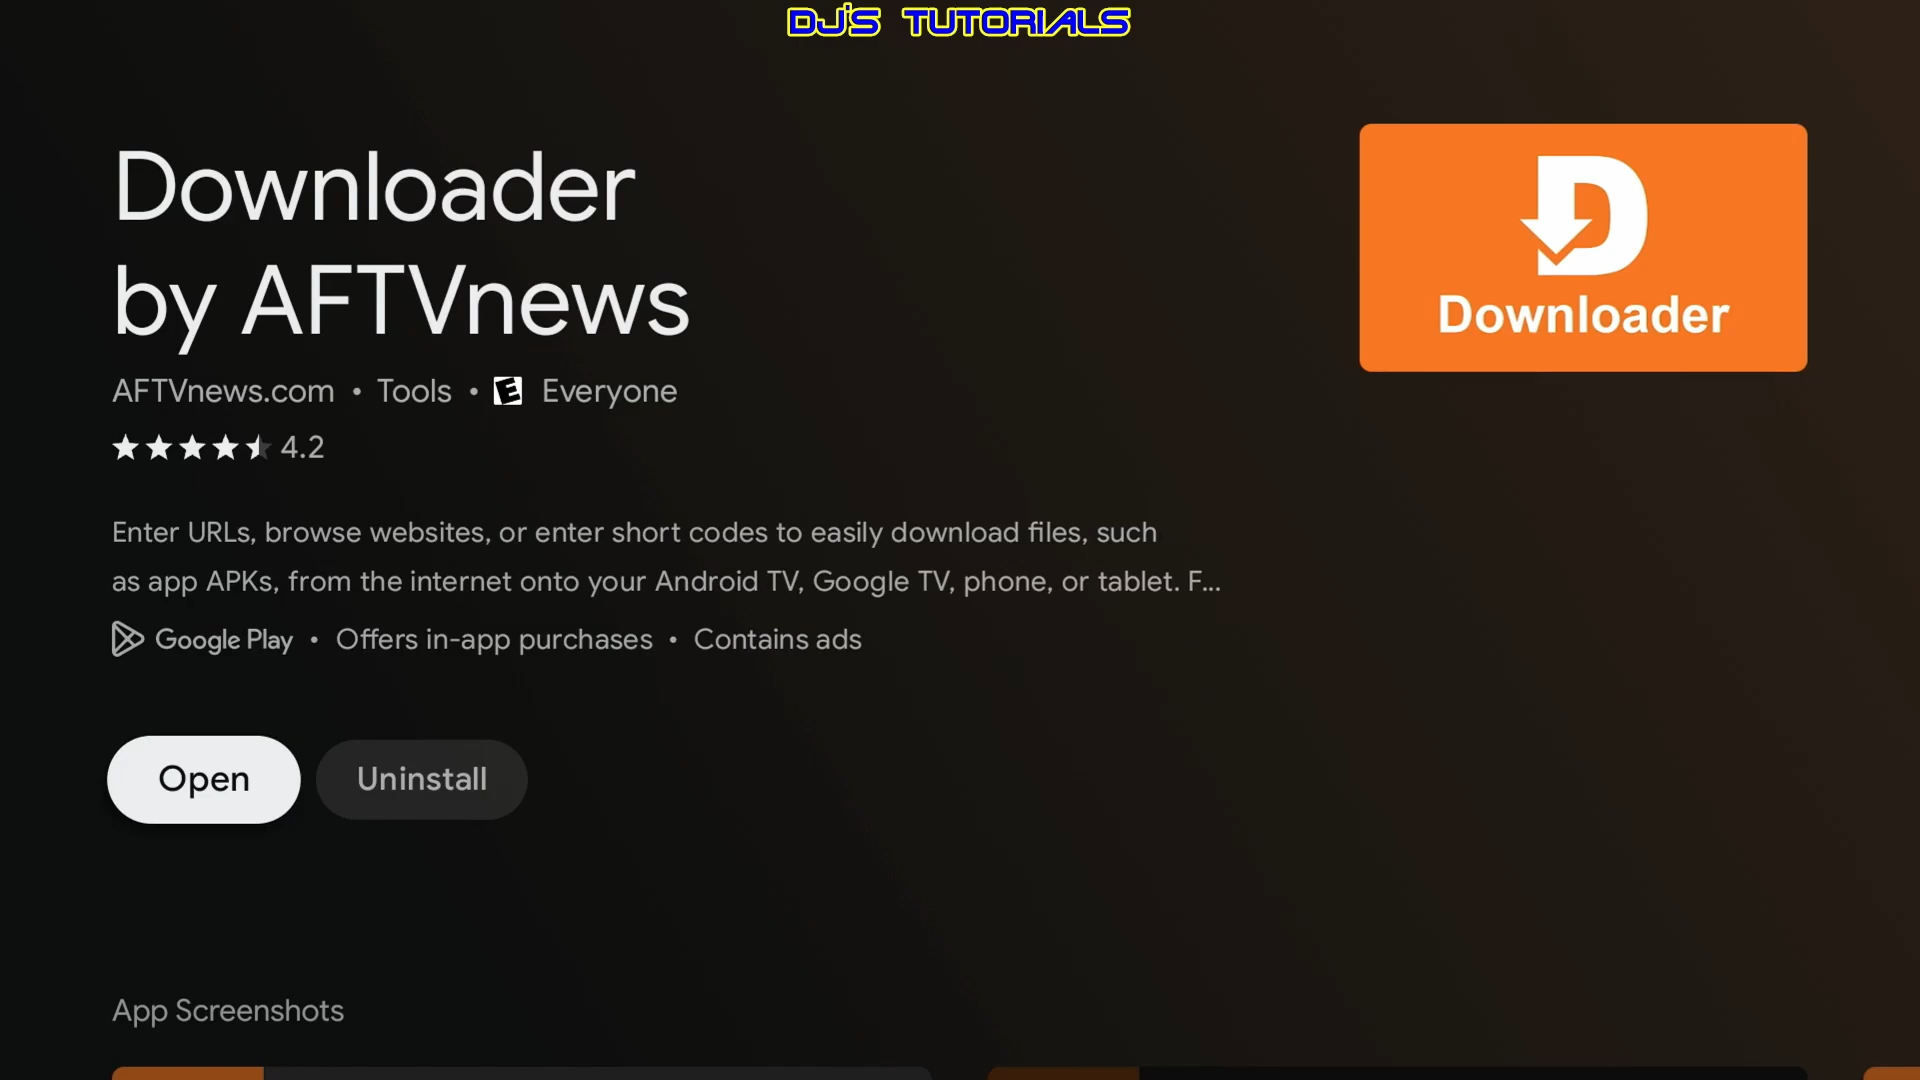 DJ'S TUTORIALS
Downloader
by AFTVnews
Downloader
AFTVnews.com • Tools • E Everyone
4.2
Enter URLs, browse websites, or enter short codes to easily download files, such
as app APKs, from the internet onto your Android TV, Google TV, phone, or tablet. F...
Google Play • Offers in-app purchases • Contains ads
Open
Uninstall
App Screenshots